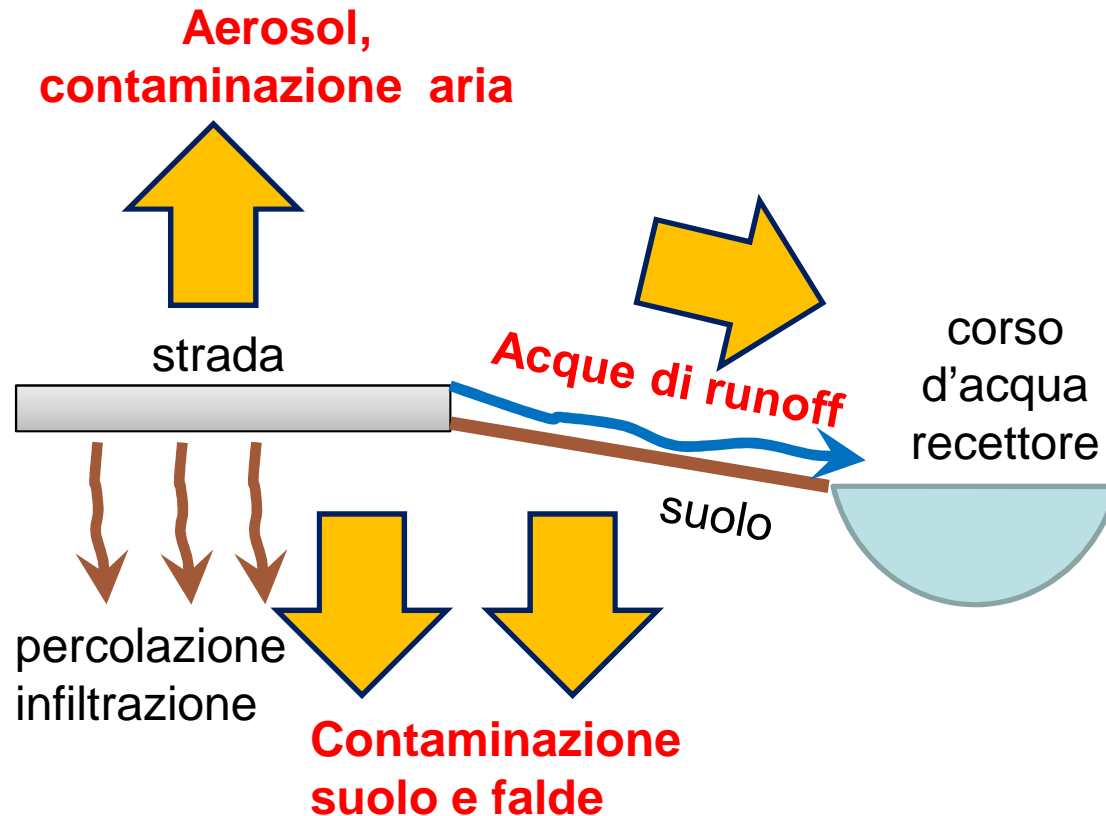 Aerosol,
contaminazione aria
strada
Acque di runoff
corso
d'acqua
recettore
suolo
percolazione
infiltrazione
Contaminazione
suolo e falde